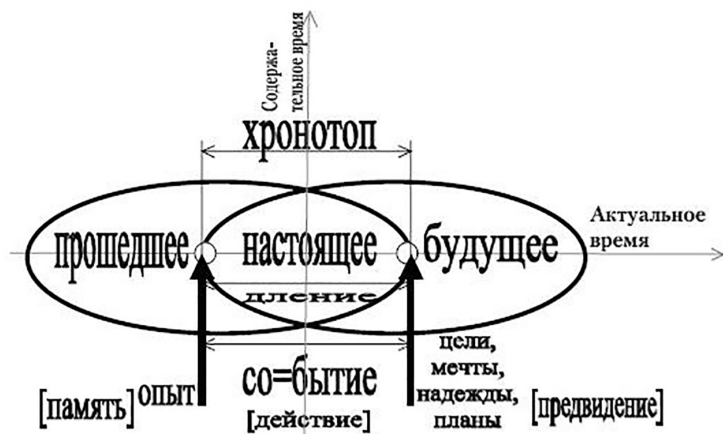 Содержа-
тельное время
хронотоп
Актуальное
время
прошедшее
настоящее
будущее
дление
цели,
мечты,
надежды,
планы
[память]
опыт
со=бытие
[действие]
[предвидение]